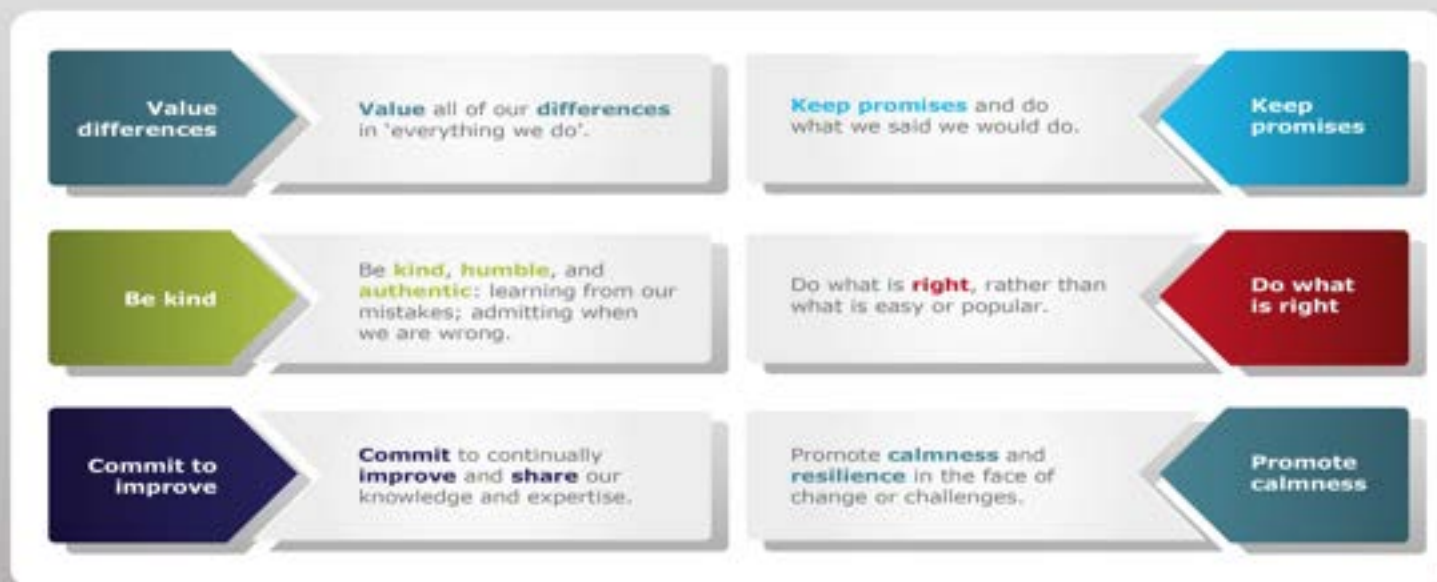 Value
differences
Value all of our differences
in 'everything we do'.
Keep promises and do
what we said we would do.
Keep
promises
Be kind
Be kind, humble, and
authentic: learning from our
mistakes; admitting when
we are wrong.
Do what is right, rather than
what is easy or popular.
Do what
is right
Commit to
improve
Commit to continually
improve and share our
knowledge and expertise.
Promote calmness and
resilience in the face of
change or challenges.
Promote
calmness